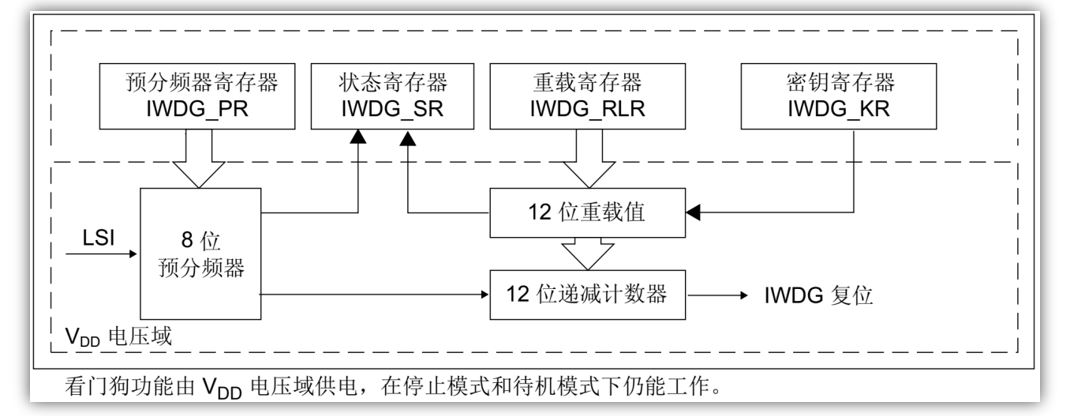 预分频器寄存器
IWDG_PR
状态寄存器
IWDG_SR
重载寄存器
IWDG_RLR
密钥寄存器
IWDG_KR
12 位重载值
LSI
8 位
预分频器
12 位递减计数器
IWDG 复位
VDD 电压域
看门狗功能由 VDD 电压域供电，在停止模式和待机模式下仍能工作。